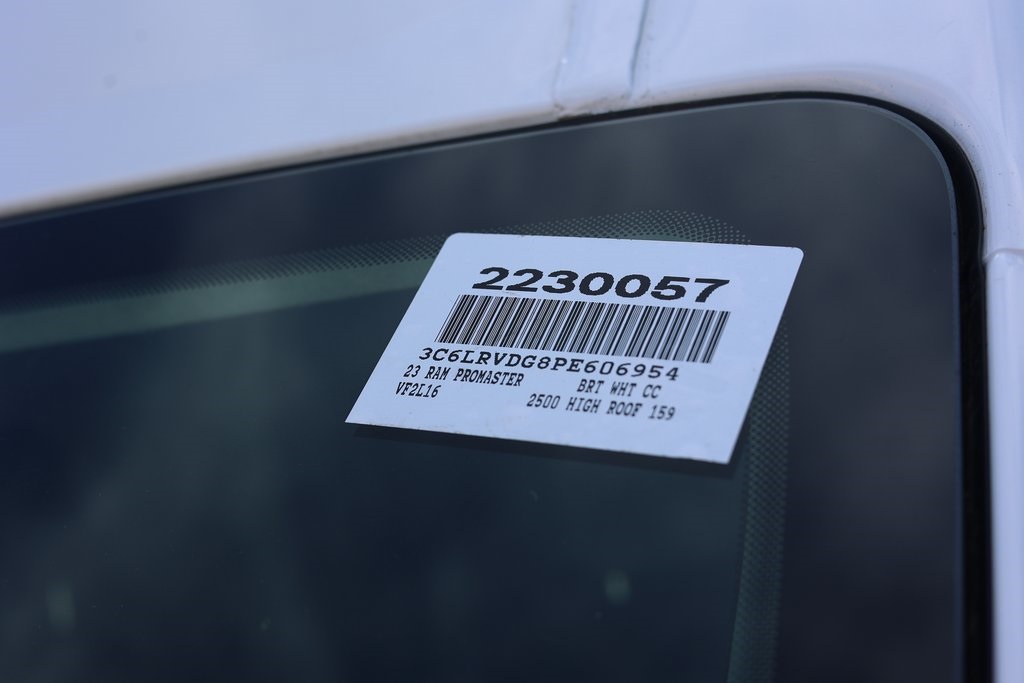 2230057
3C6LRVDG8PE606954
23 RAM PROMASTER BRT WHT CC
VF2L16 2500 HIGH ROOF 159